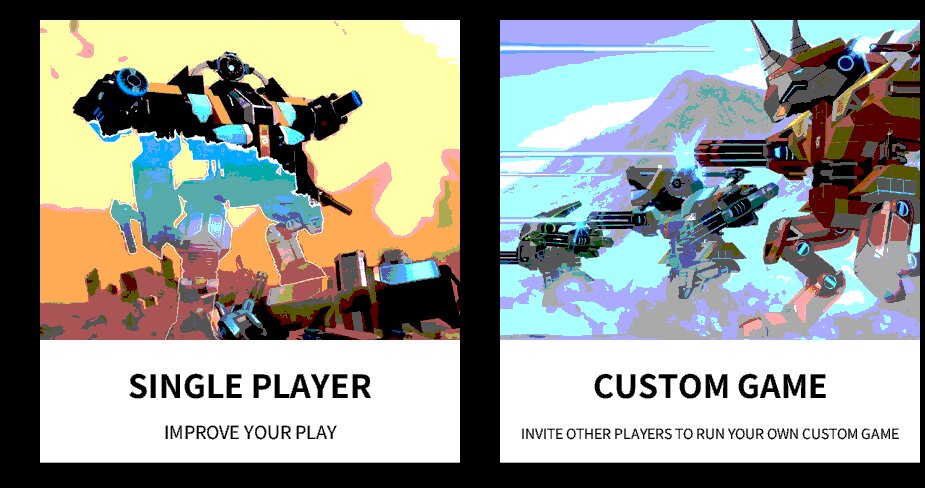 SINGLE PLAYER
IMPROVE YOUR PLAY
CUSTOM GAME
INVITE OTHER PLAYERS TO RUN YOUR OWN CUSTOM GAME